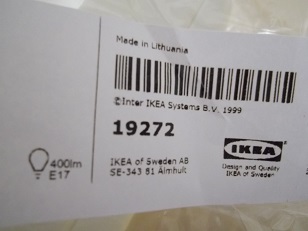 Made in Lithuania
©Inter IKEA Systems B.V. 1999
19272
IKEA
400lm
E17
IKEA of Sweden AB
SE-343 81 Älmhult
Design and Quality
IKEA of Sweden